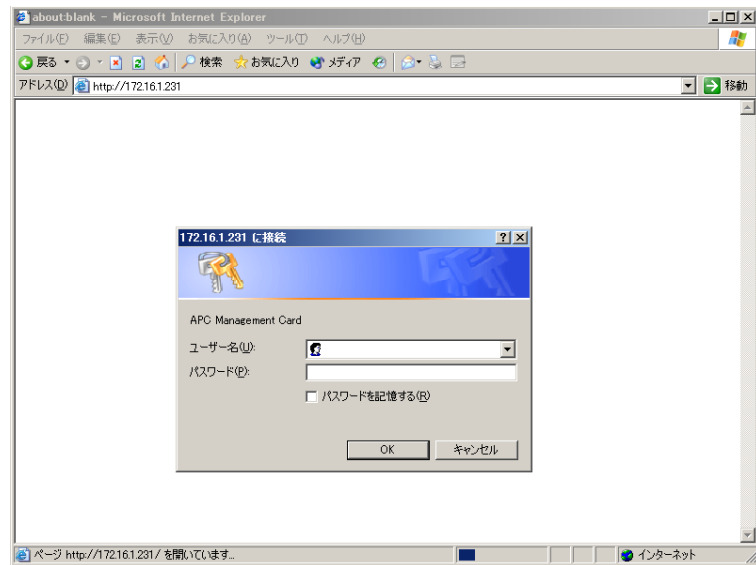 about:blank - Microsoft Internet Explorer
ファイル(F) 編集(E) 表示(V) お気に入り(A) ツール(T) ヘルプ(H)
戻る 検索 お気に入り メディア
アドレス(D) http://172.16.1.231 移動
172.16.1.231 に接続
APC Management Card
ユーザー名(U):
パスワード(P):
パスワードを記憶する(R)
OK キャンセル
ページ http://172.16.1.231/ を開いています... インターネット